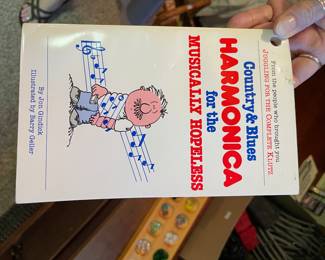 From the people who brought you
JUGGLING FOR THE COMPLETE KLUTZ
Country & Blues
HARMONICA
for the
MUSICALLY HOPELESS
By Jon Gindick
Illustrated by Barry Geller